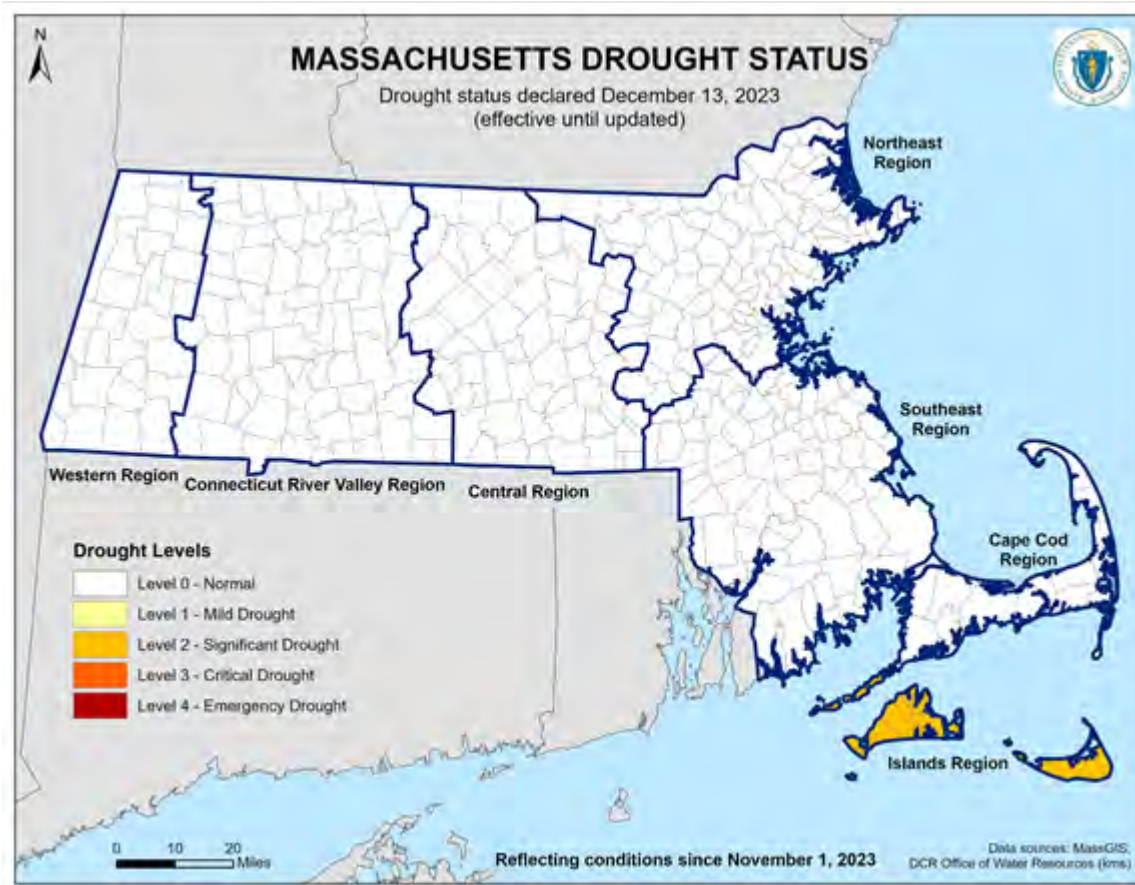 N
MASSACHUSETTS DROUGHT STATUS
Drought status declared December 13, 2023
(effective until updated)
Northeast
Region
Southeast
Region
Cape Cod
Region
Western Region
Connecticut River Valley Region
Central Region
Drought Levels
Level 0 - Normal
Level 1 - Mild Drought
Level 2 - Significant Drought
Level 3 - Critical Drought
Level 4 - Emergency Drought
Islands Region
0 10 20
Miles
Reflecting conditions since November 1, 2023
Data sources: MassGIS,
DCR Office of Water Resources (kms)